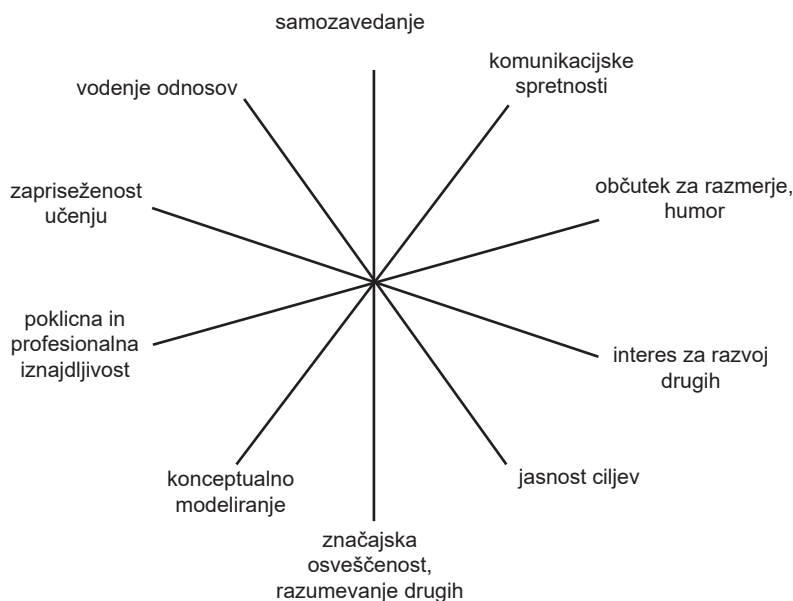 samozavedanje
komunikacijske
spretnosti
občutek za razmerje,
humor
interes za razvoj
drugih
jasnost ciljev
značajska
osveščenost,
razumevanje drugih
konceptualno
modeliranje
poklicna in
profesionalna
iznajdljivost
zapriseženost
učenju
vodenje odnosov